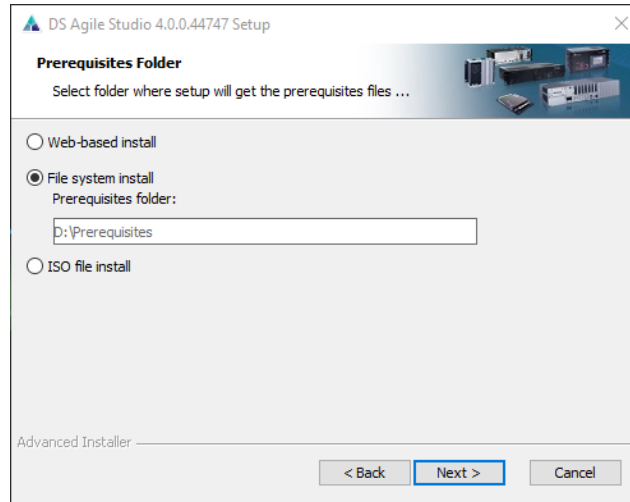 DS Agile Studio 4.0.0.44747 Setup
Prerequisites Folder
Select folder where setup will get the prerequisites files ...
Web-based install
File system install
Prerequisites folder:
D:\Prerequisites
ISO file install
Advanced Installer
< Back Next > Cancel